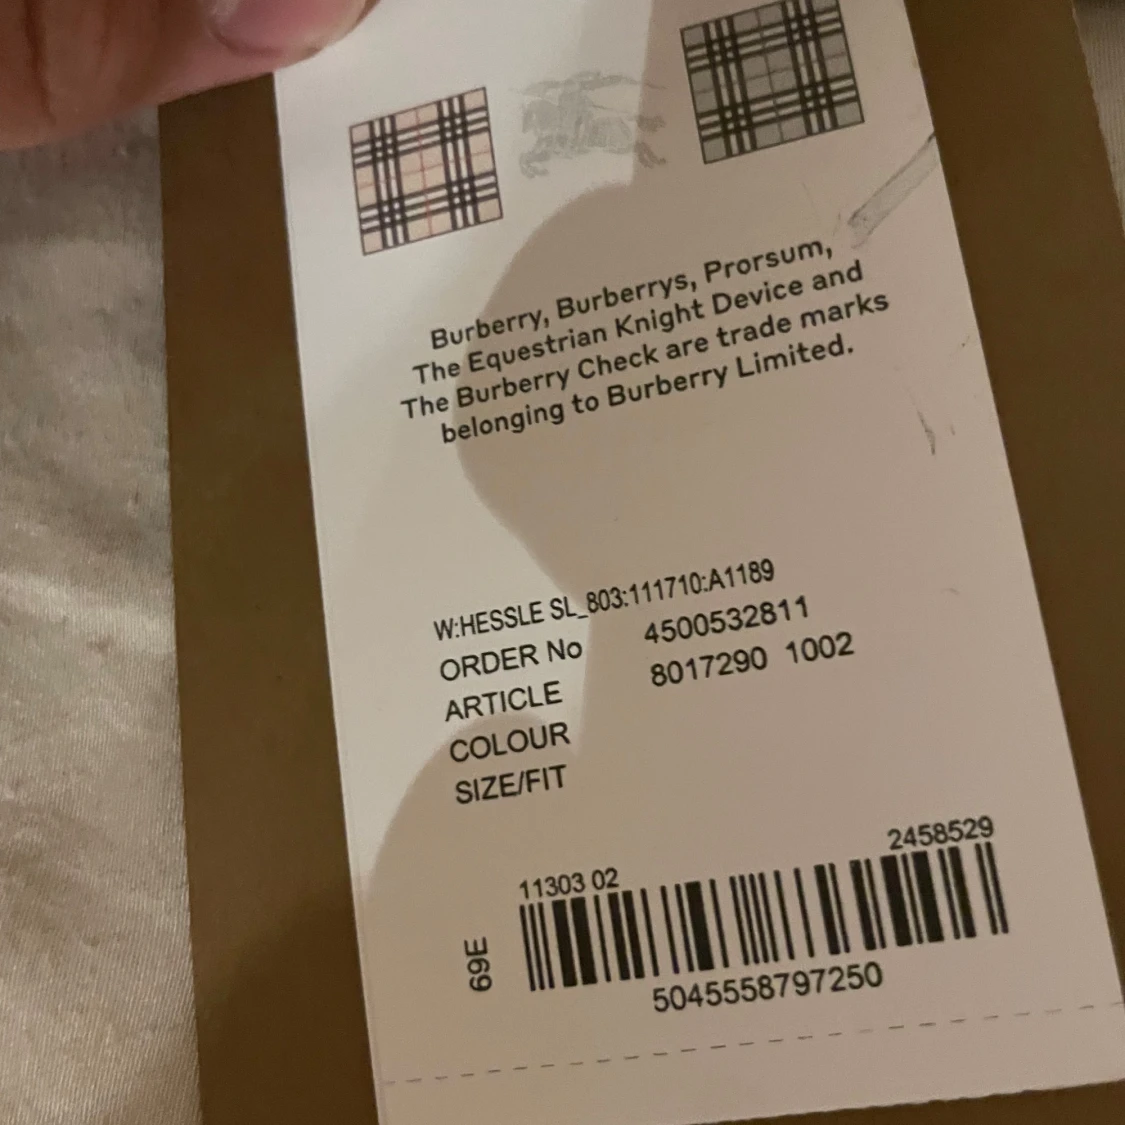 Burberry, Burberrys, Prorsum,
The Equestrian Knight Device and
The Burberry Check are trade marks
belonging to Burberry Limited.
W:HESSLE SL_803:111710:A1189
ORDER No 4500532811
ARTICLE 8017290 1002
COLOUR
SIZE/FIT
11303 02 2458529
69E
5045558797250